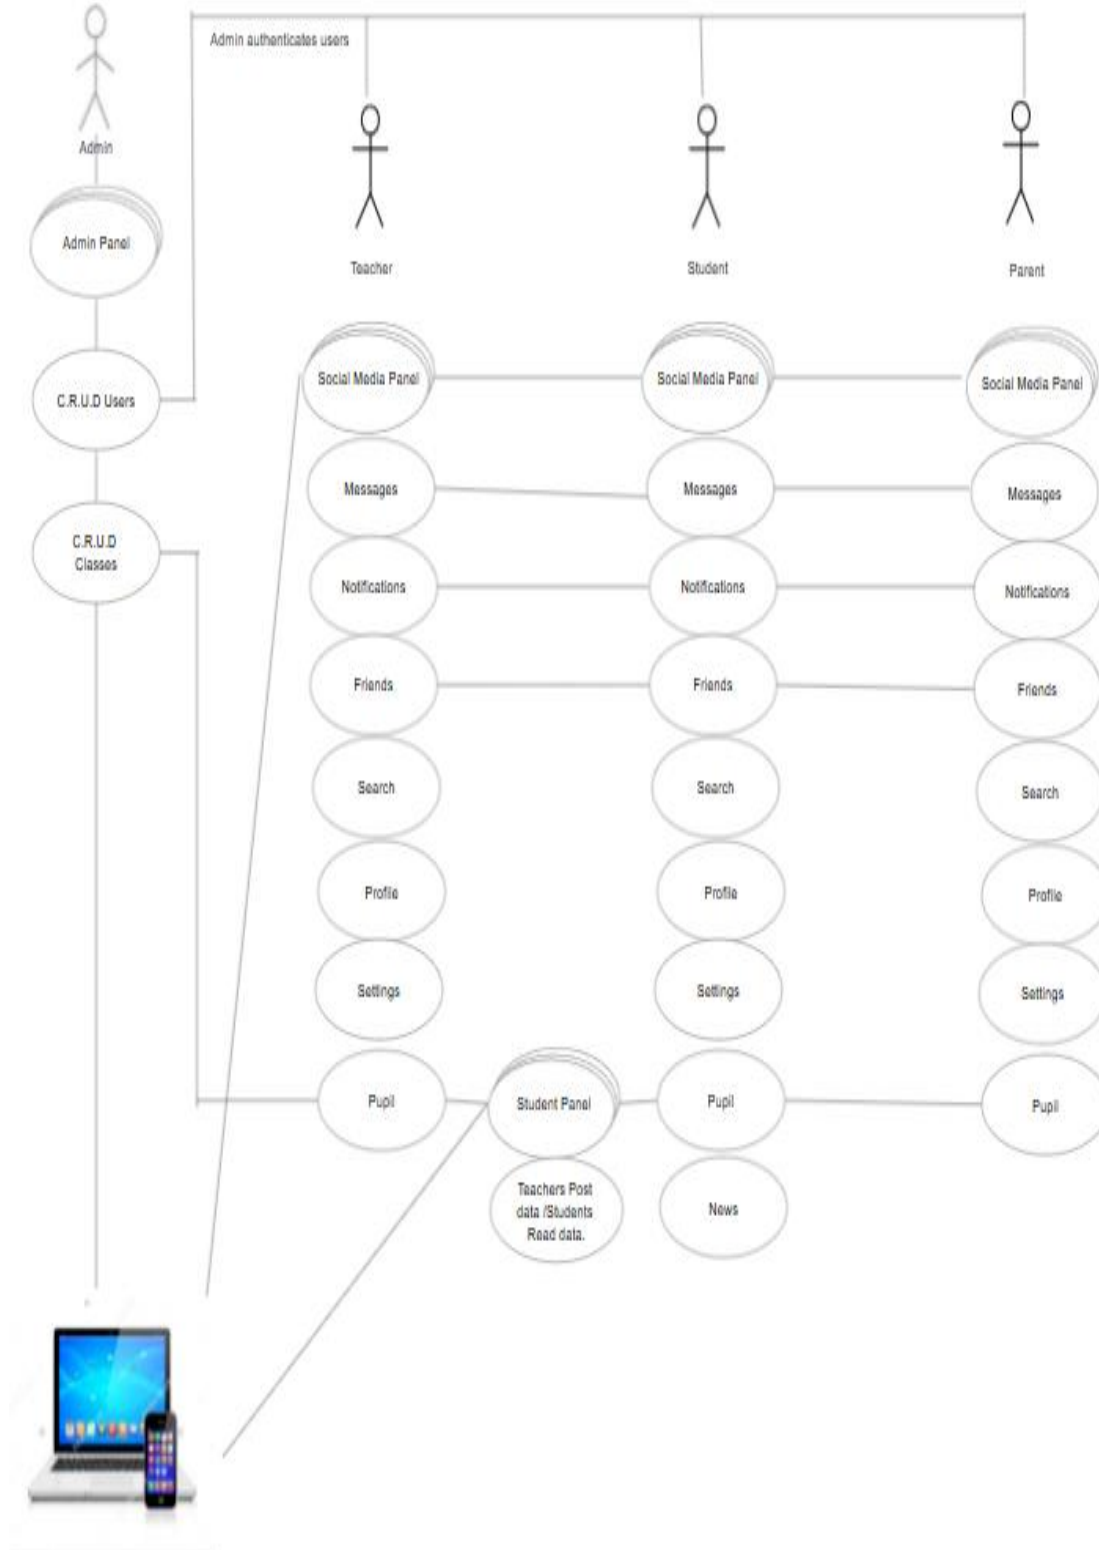 Admin authenticates users
Admin
Admin Panel
Teacher
Student
Parent
Social Media Panel
Social Media Panel
Social Media Panel
C.R.U.D Users
Messages
Messages
Messages
C.R.U.D
Classes
Notifications
Notifications
Notifications
Friends
Friends
Friends
Search
Search
Search
Profile
Profile
Profile
Settings
Settings
Settings
Pupil
Student Panel
Pupil
Pupil
Teachers Post
data /Students
Read data.
News